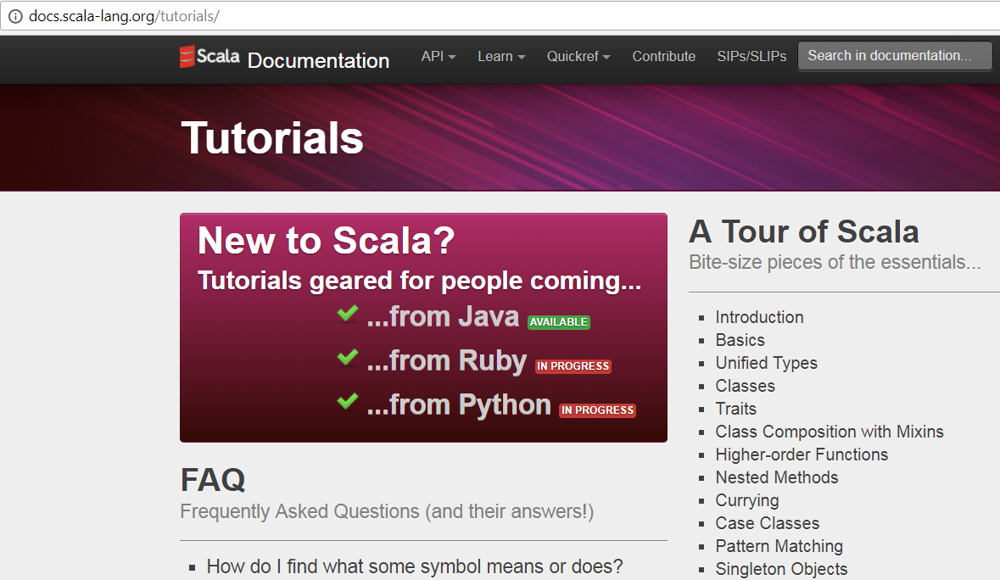 docs.scala-lang.org/tutorials/
Scala Documentation API Learn Quickref Contribute SIPs/SLIPs Search in documentation...
Tutorials
New to Scala?
Tutorials geared for people coming...
...from Java AVAILABLE
...from Ruby IN PROGRESS
...from Python IN PROGRESS
FAQ
Frequently Asked Questions (and their answers!)
How do I find what some symbol means or does?
A Tour of Scala
Bite-size pieces of the essentials...
Introduction
Basics
Unified Types
Classes
Traits
Class Composition with Mixins
Higher-order Functions
Nested Methods
Currying
Case Classes
Pattern Matching
Singleton Objects